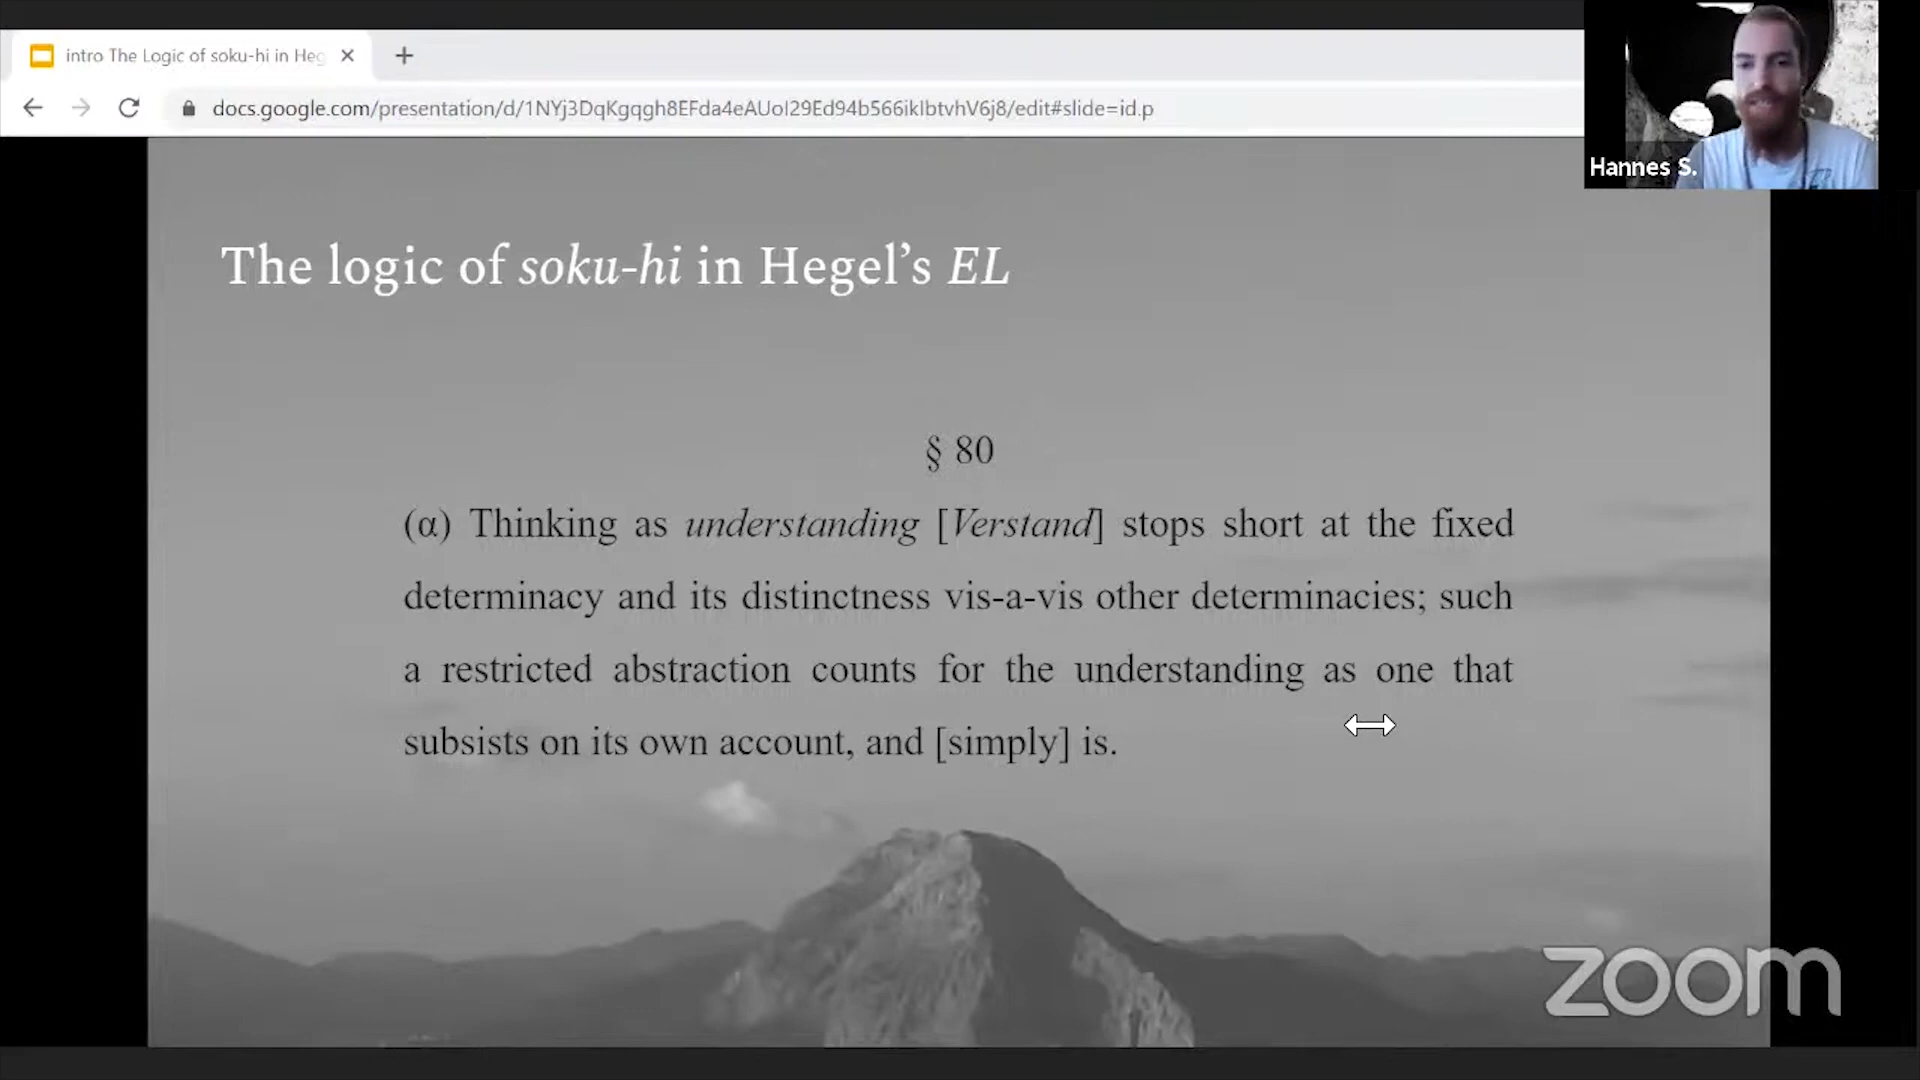 intro The Logic of soku-hi in Heg
docs.google.com/presentation/d/1NYj3DqKgqgh8EFda4eAUoI29Ed94b566ikIbtvhV6j8/edit#slide=id.p
Hannes S.
The logic of soku-hi in Hegel’s EL
§ 80
(α) Thinking as understanding [Verstand] stops short at the fixed
determinacy and its distinctness vis-a-vis other determinacies; such
a restricted abstraction counts for the understanding as one that
subsists on its own account, and [simply] is.
zoom